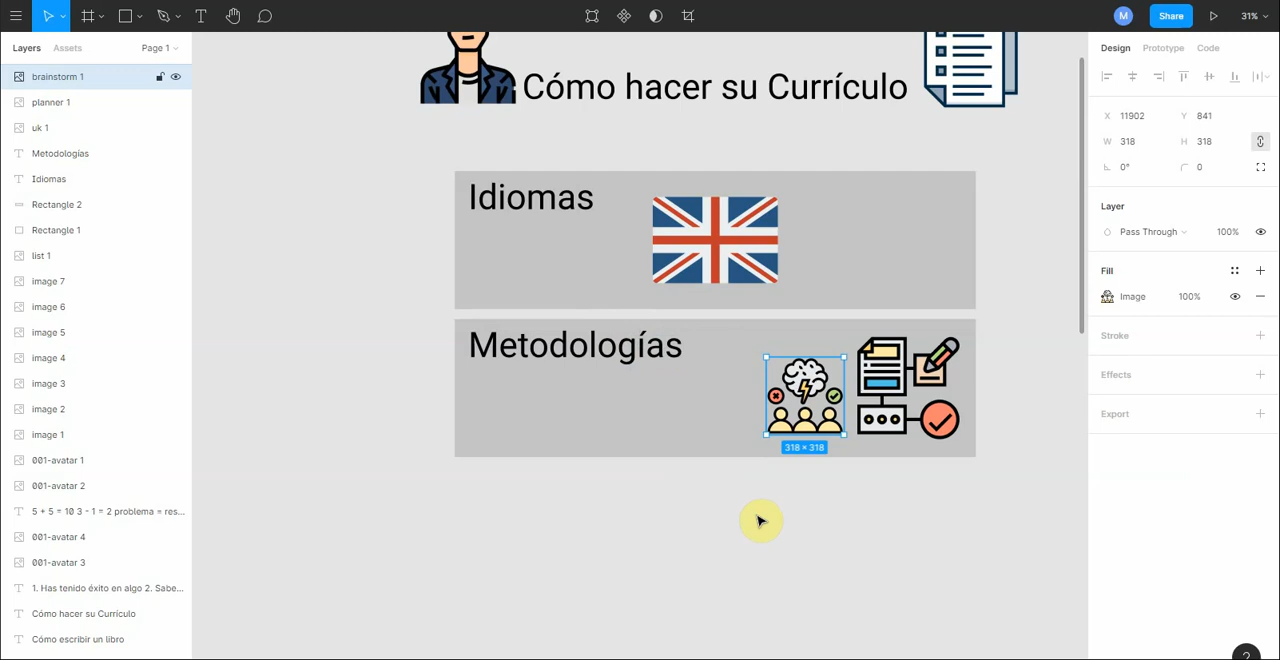 M
Share
31%
Layers
Assets
Page 1
Design
Prototype
Code
brainstorm 1
planner 1
uk 1
Metodologías
Idiomas
Rectangle 2
Rectangle 1
list 1
image 7
image 6
image 5
image 4
image 3
image 2
image 1
001-avatar 1
001-avatar 2
5 + 5 = 10 3 - 1 = 2 problema = res...
001-avatar 4
001-avatar 3
1. Has tenido éxito en algo 2. Sabe...
Cómo hacer su Currículo
Cómo escribir un libro
Cómo hacer su Currículo
Idiomas
Metodologías
318 × 318
X 11902 Y 841
W 318 H 318
0° 0
Layer
Pass Through 100%
Fill
Image 100%
Stroke
Effects
Export
?